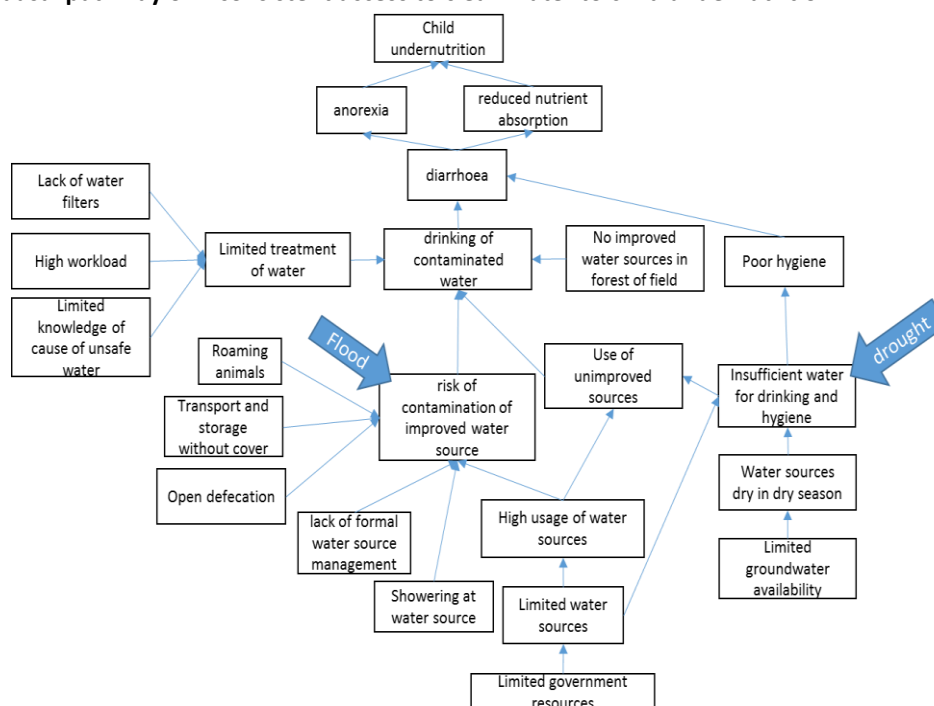 Child
undernutrition
anorexia
reduced nutrient
absorption
diarrhoea
Lack of water
filters
High workload
Limited
knowledge of
cause of unsafe
water
Limited treatment
of water
drinking of
contaminated
water
No improved
water sources in
forest of field
Poor hygiene
Flood
drought
Roaming
animals
Transport and
storage
without cover
Open defecation
risk of
contamination of
improved water
source
Use of
unimproved
sources
Insufficient water
for drinking and
hygiene
Water sources
dry in dry season
Limited
groundwater
availability
lack of formal
water source
management
Showering at
water source
High usage of water
sources
Limited water
sources
Limited government
resources